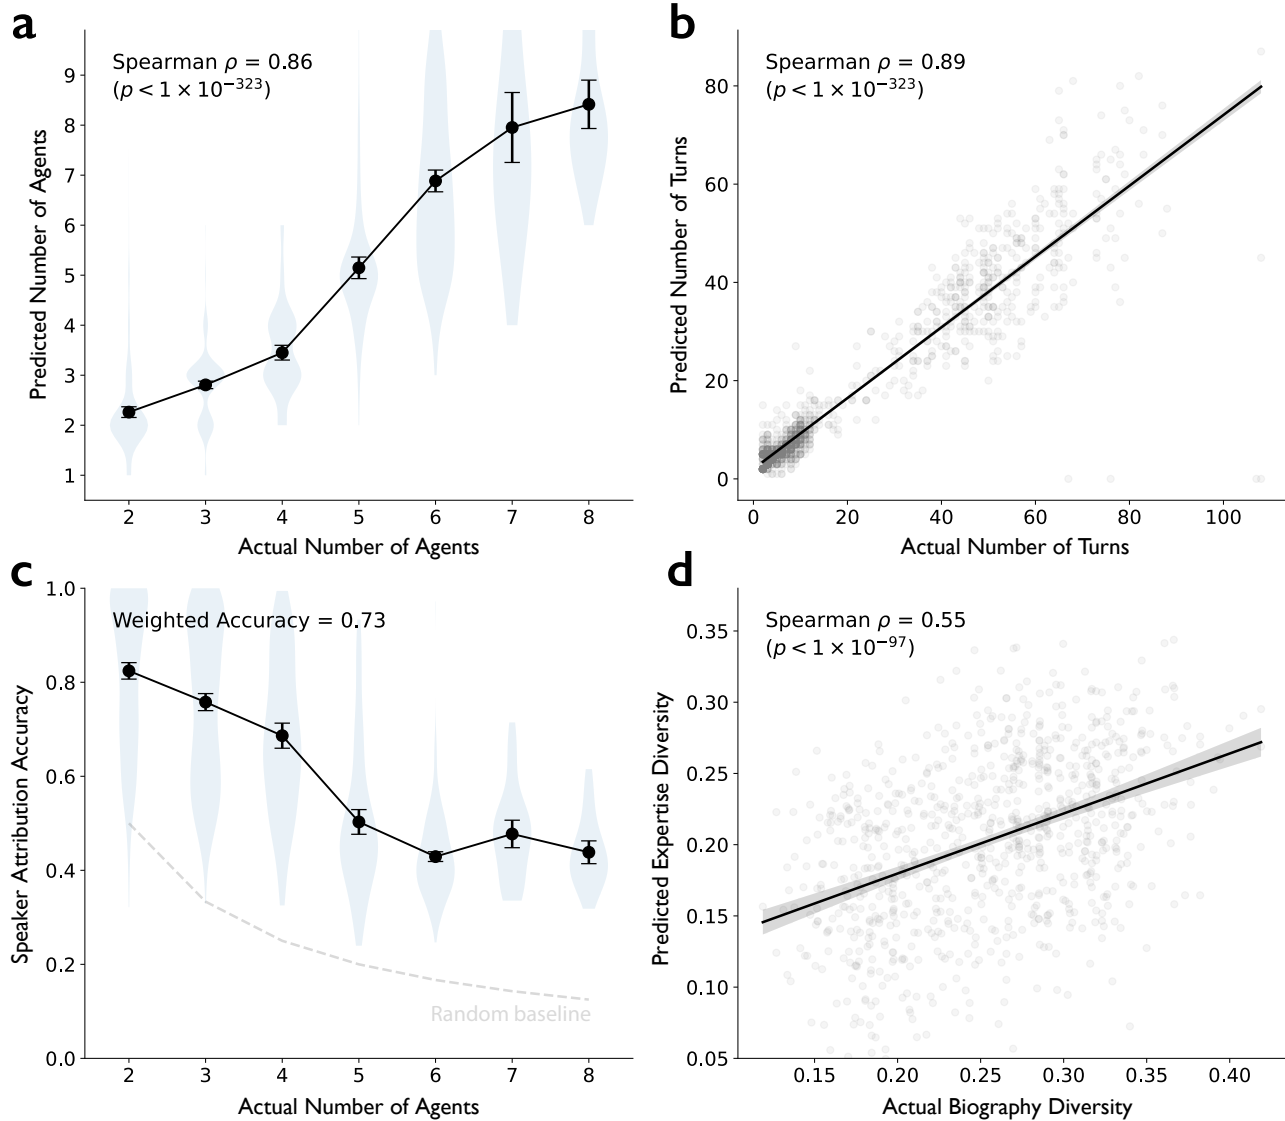 a
Spearman ρ = 0.86
(p < 1 × 10⁻³²³)
9
8
7
6
5
4
3
2
1
Predicted Number of Agents
2 3 4 5 6 7 8
Actual Number of Agents
b
Spearman ρ = 0.89
(p < 1 × 10⁻³²³)
80
60
40
20
0
Predicted Number of Turns
0 20 40 60 80 100
Actual Number of Turns
c
Weighted Accuracy = 0.73
1.0
0.8
0.6
0.4
0.2
0.0
Speaker Attribution Accuracy
Random baseline
2 3 4 5 6 7 8
Actual Number of Agents
d
Spearman ρ = 0.55
(p < 1 × 10⁻⁹⁷)
0.35
0.30
0.25
0.20
0.15
0.10
0.05
Predicted Expertise Diversity
0.15 0.20 0.25 0.30 0.35 0.40
Actual Biography Diversity